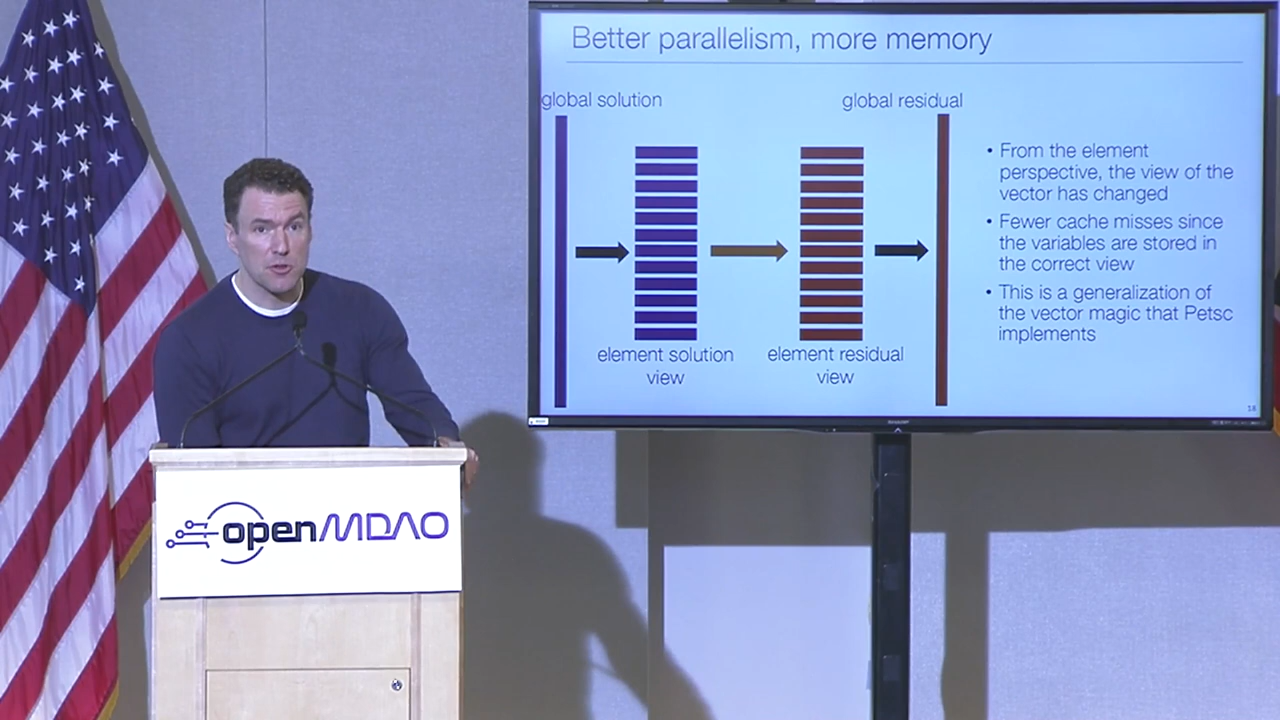 Better parallelism, more memory
global solution
global residual
• From the element
perspective, the view of the
vector has changed
• Fewer cache misses since
the variables are stored in
the correct view
• This is a generalization of
the vector magic that Petsc
implements
element solution
view
element residual
view
18
openMDAO